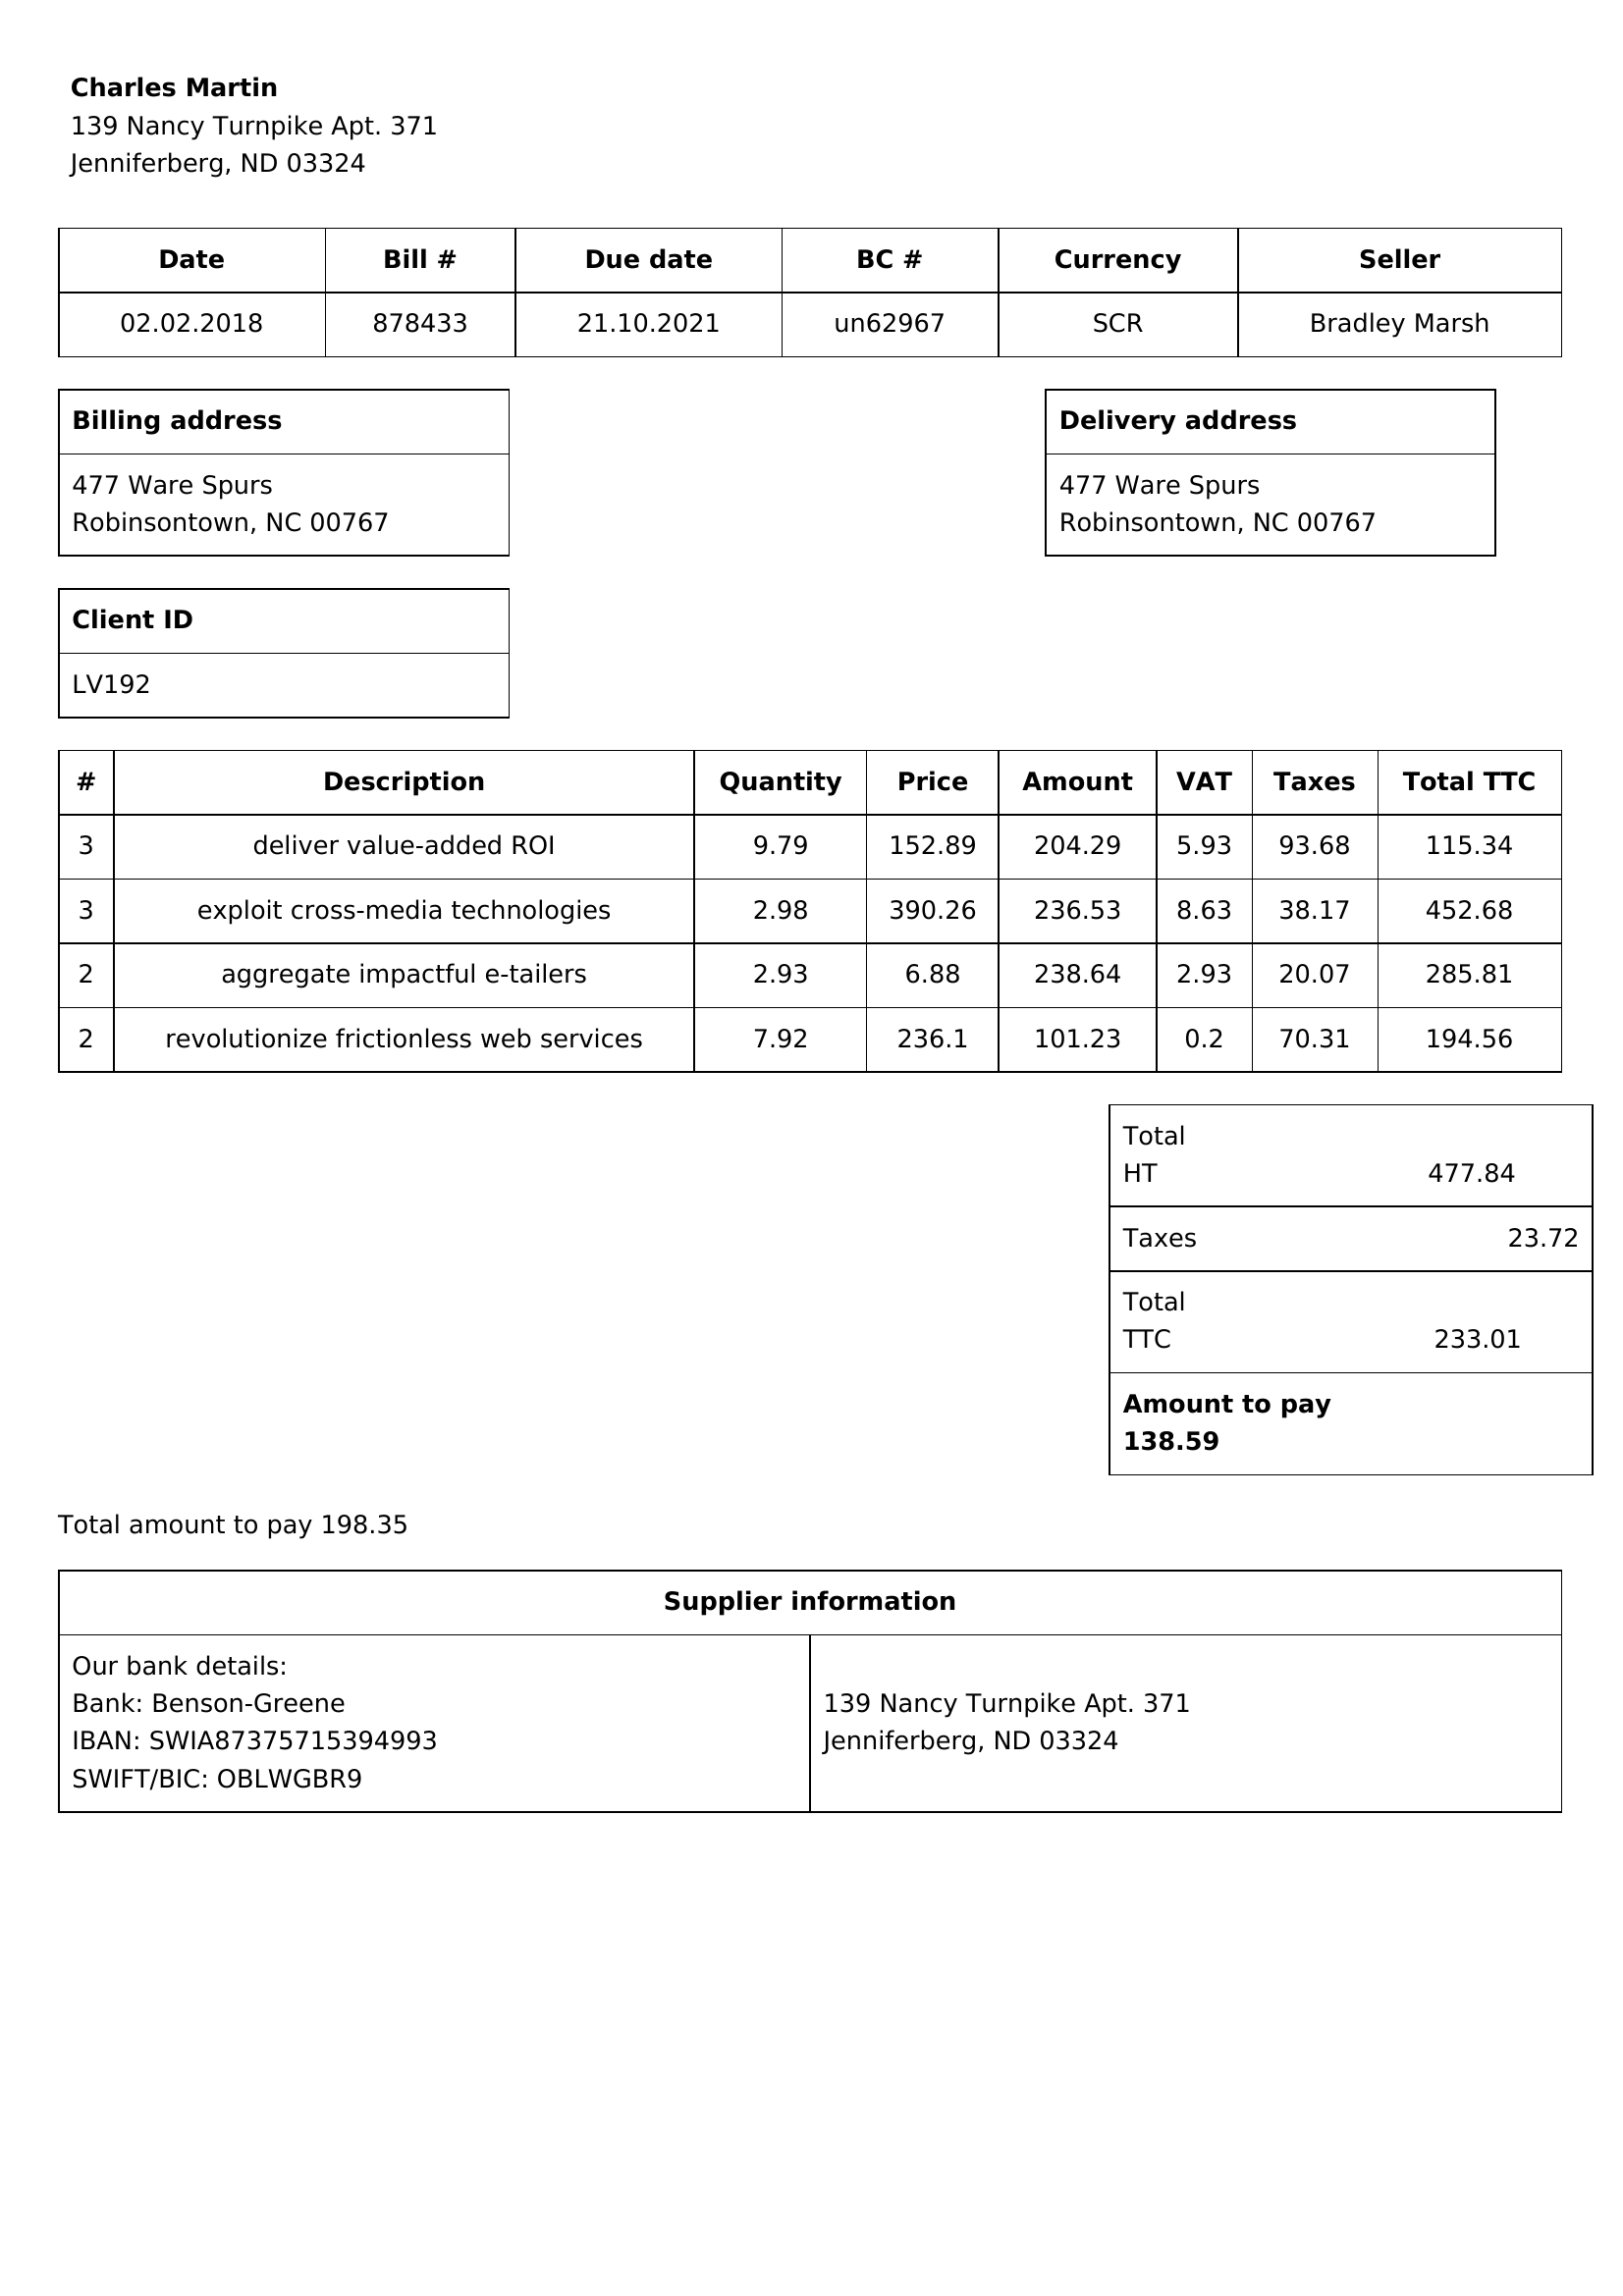 Charles Martin
139 Nancy Turnpike Apt. 371
Jenniferberg, ND 03324
Date Bill # Due date BC # Currency Seller
02.02.2018 878433 21.10.2021 un62967 SCR Bradley Marsh
Billing address
477 Ware Spurs
Robinsontown, NC 00767
Delivery address
477 Ware Spurs
Robinsontown, NC 00767
Client ID
LV192
# Description Quantity Price Amount VAT Taxes Total TTC
3 deliver value-added ROI 9.79 152.89 204.29 5.93 93.68 115.34
3 exploit cross-media technologies 2.98 390.26 236.53 8.63 38.17 452.68
2 aggregate impactful e-tailers 2.93 6.88 238.64 2.93 20.07 285.81
2 revolutionize frictionless web services 7.92 236.1 101.23 0.2 70.31 194.56
Total
HT 477.84
Taxes 23.72
Total
TTC 233.01
Amount to pay
138.59
Total amount to pay 198.35
Supplier information
Our bank details:
Bank: Benson-Greene
IBAN: SWIA87375715394993
SWIFT/BIC: OBLWGBR9
139 Nancy Turnpike Apt. 371
Jenniferberg, ND 03324